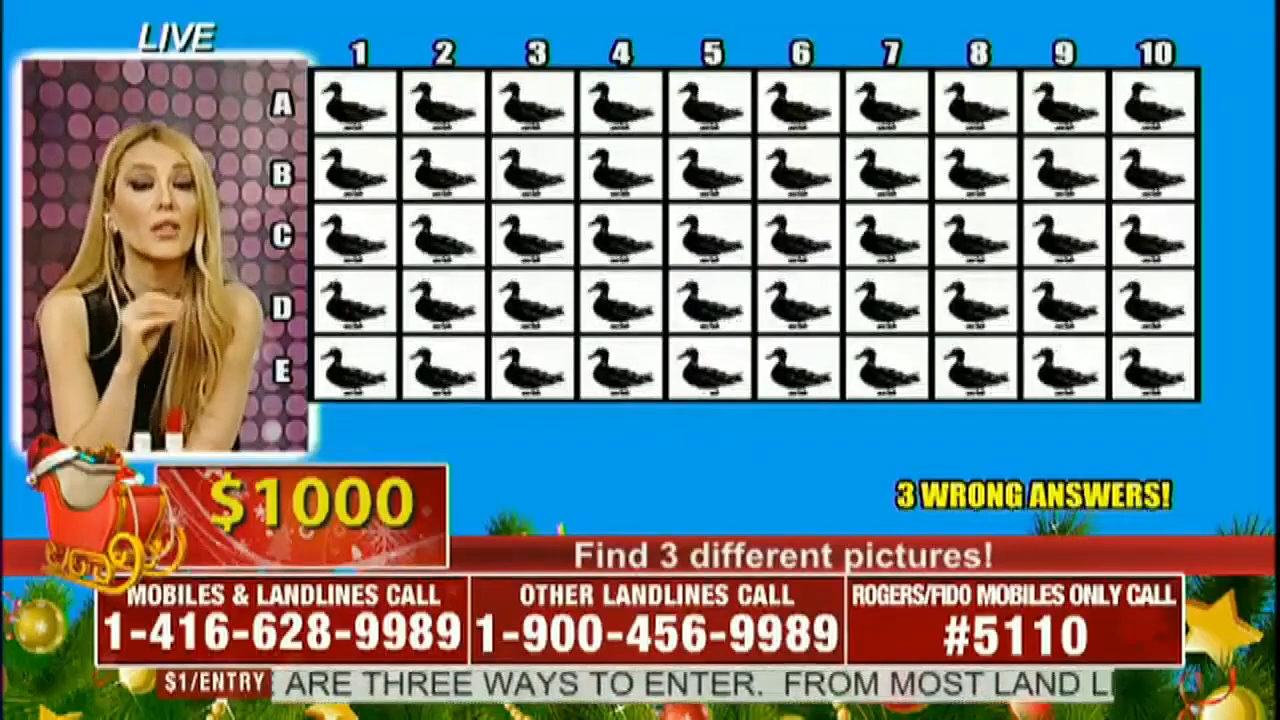 LIVE
1 2 3 4 5 6 7 8 9 10
A
B
C
D
E
$1000
3 WRONG ANSWERS!
Find 3 different pictures!
MOBILES & LANDLINES CALL
1-416-628-9989
OTHER LANDLINES CALL
1-900-456-9989
ROGERS/FIDO MOBILES ONLY CALL
#5110
$1/ENTRY
ARE THREE WAYS TO ENTER. FROM MOST LAND LI